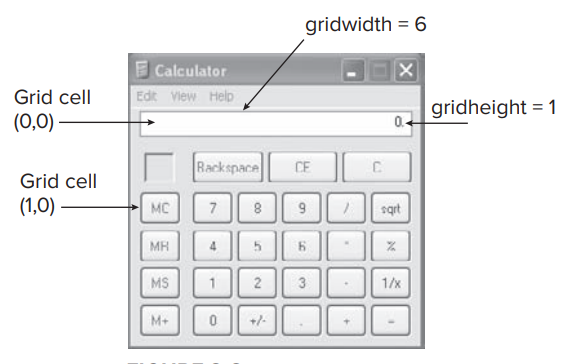 gridwidth = 6
Calculator
Edit View Help
Grid cell
(0,0)
0.
gridheight = 1
Backspace CE C
Grid cell
(1,0)
MC 7 8 9 / sqrt
MR 4 5 6 * %
MS 1 2 3 - 1/x
M+ 0 +/- . + =